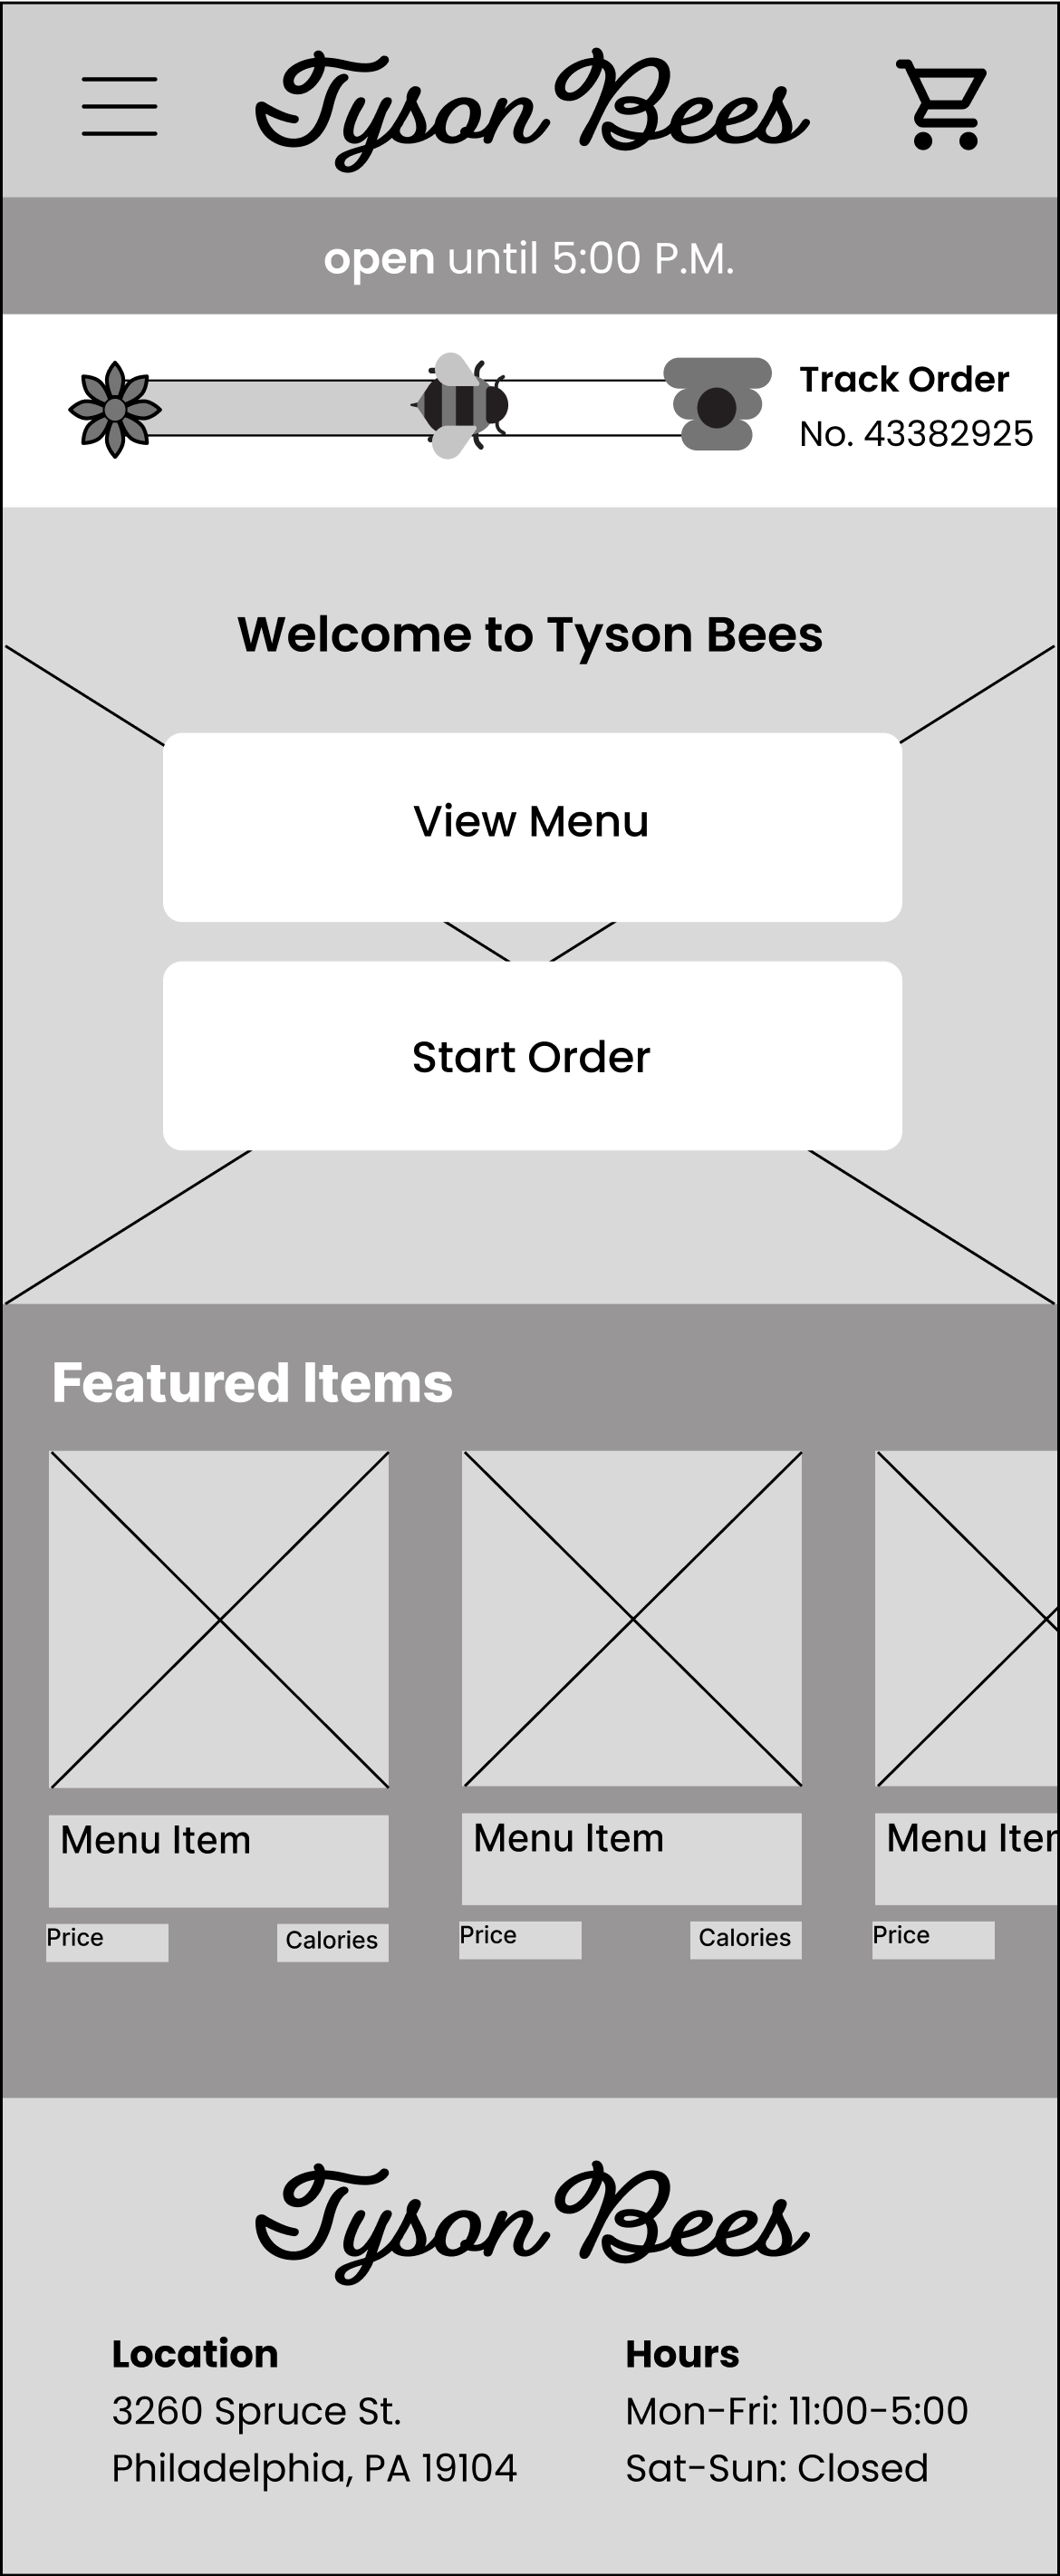 Tyson Bees
open until 5:00 P.M.
Track Order
No. 43382925
Welcome to Tyson Bees
View Menu
Start Order
Featured Items
Menu Item
Menu Item
Menu Iter
Price
Calories
Price
Calories
Price
Tyson Bees
Location
3260 Spruce St.
Philadelphia, PA 19104
Hours
Mon-Fri: 11:00-5:00
Sat-Sun: Closed